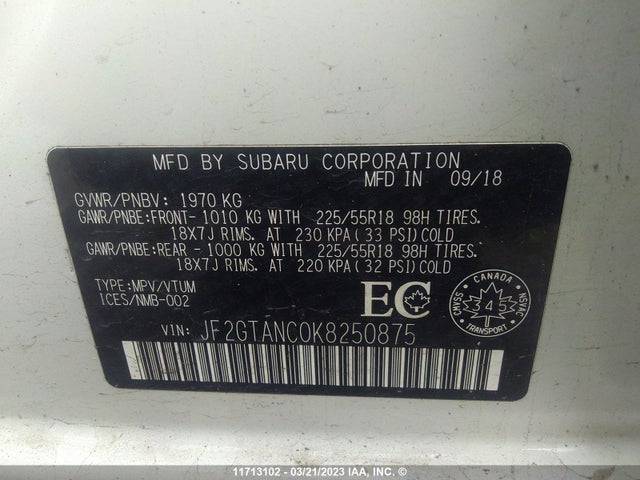 MFD BY SUBARU CORPORATION
MFD IN 09/18
GVWR/PNBV: 1970 KG
GAWR/PNBE:FRONT- 1010 KG WITH 225/55R18 98H TIRES.
18X7J RIMS. AT 230 KPA (33 PSI)COLD
GAWR/PNBE:REAR - 1000 KG WITH 225/55R18 98H TIRES.
18X7J RIMS. AT 220 KPA (32 PSI)COLD
TYPE:MPV/VTUM
ICES/NMB-002
EC
CANADA
CMVSS
NSVAC
343
TRANSPORT
VIN: JF2GTANC0K8250875
11713102 - 03/21/2023 IAA, INC. ©